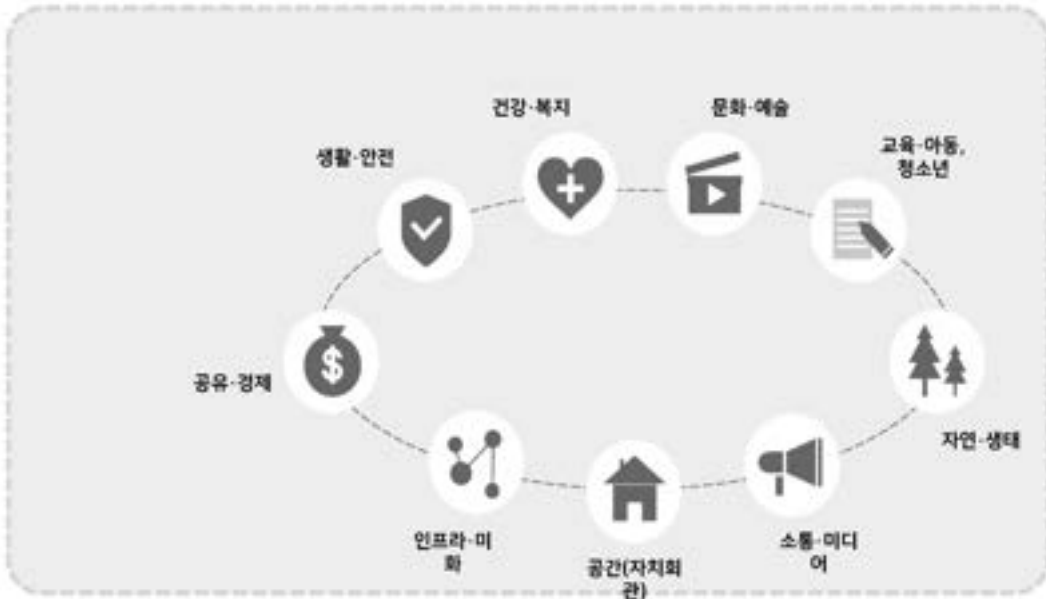 건강·복지
문화·예술
생활·안전
교육·아동,
청소년
공유·경제
자연·생태
인프라·미
화
공간(자치회
관)
소통·미디
어
$